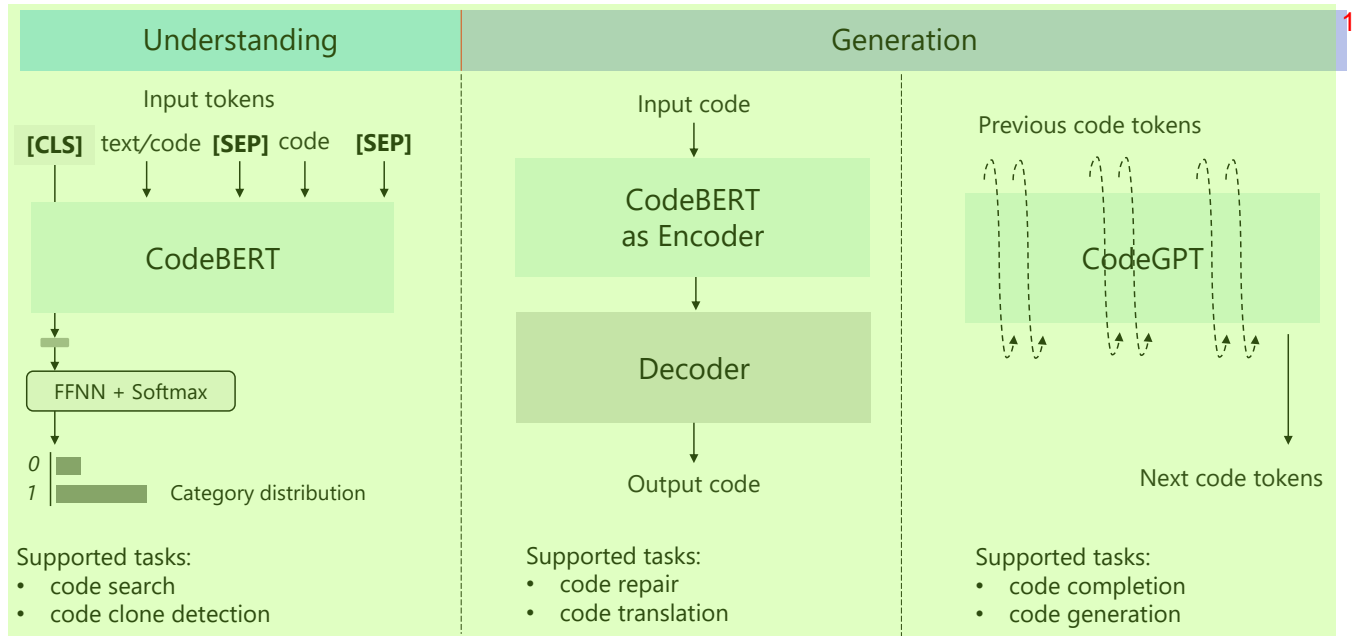 Understanding
Generation
1
Input tokens
[CLS] text/code [SEP] code [SEP]
CodeBERT
FFNN + Softmax
0
1 Category distribution
Supported tasks:
• code search
• code clone detection
Input code
CodeBERT
as Encoder
Decoder
Output code
Supported tasks:
• code repair
• code translation
Previous code tokens
CodeGPT
Next code tokens
Supported tasks:
• code completion
• code generation